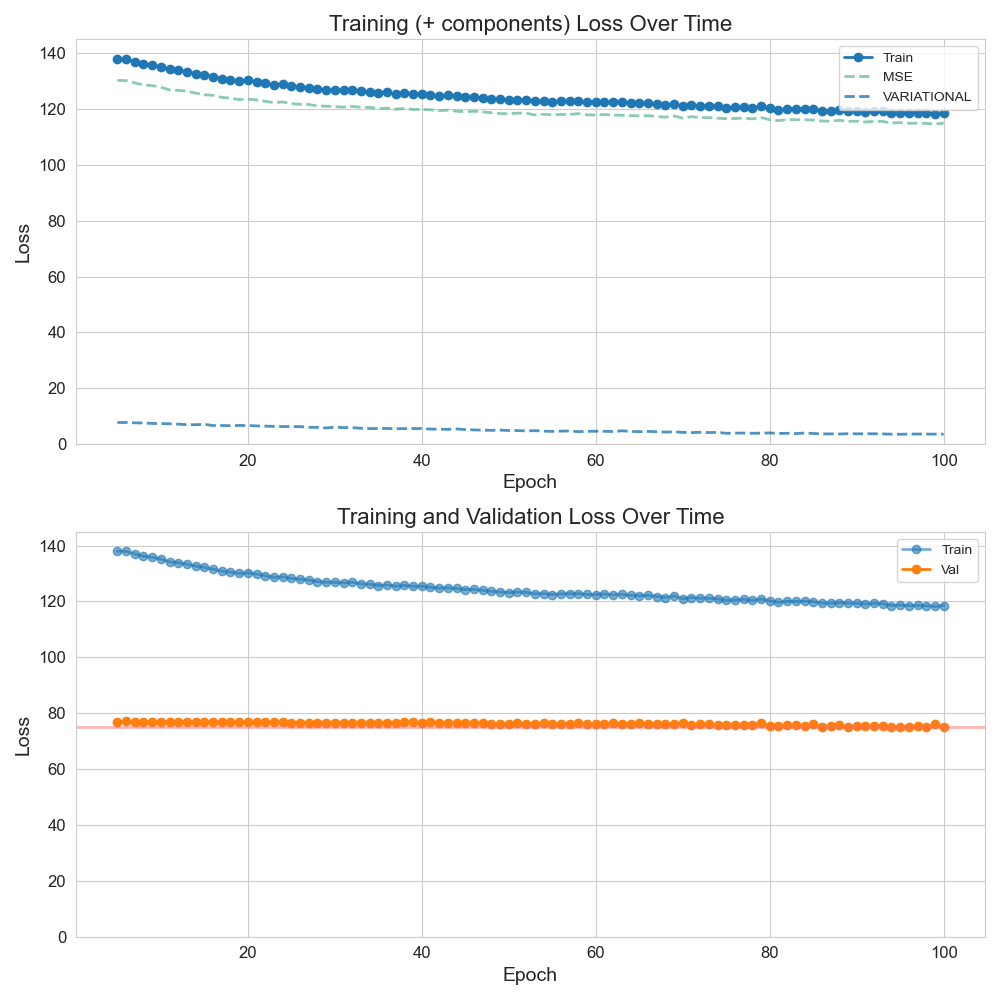 Training (+ components) Loss Over Time
140
120
100
80
60
40
20
0
Loss
Train
MSE
VARIATIONAL
20 40 60 80 100
Epoch
Training and Validation Loss Over Time
140
120
100
80
60
40
20
0
Loss
Train
Val
20 40 60 80 100
Epoch